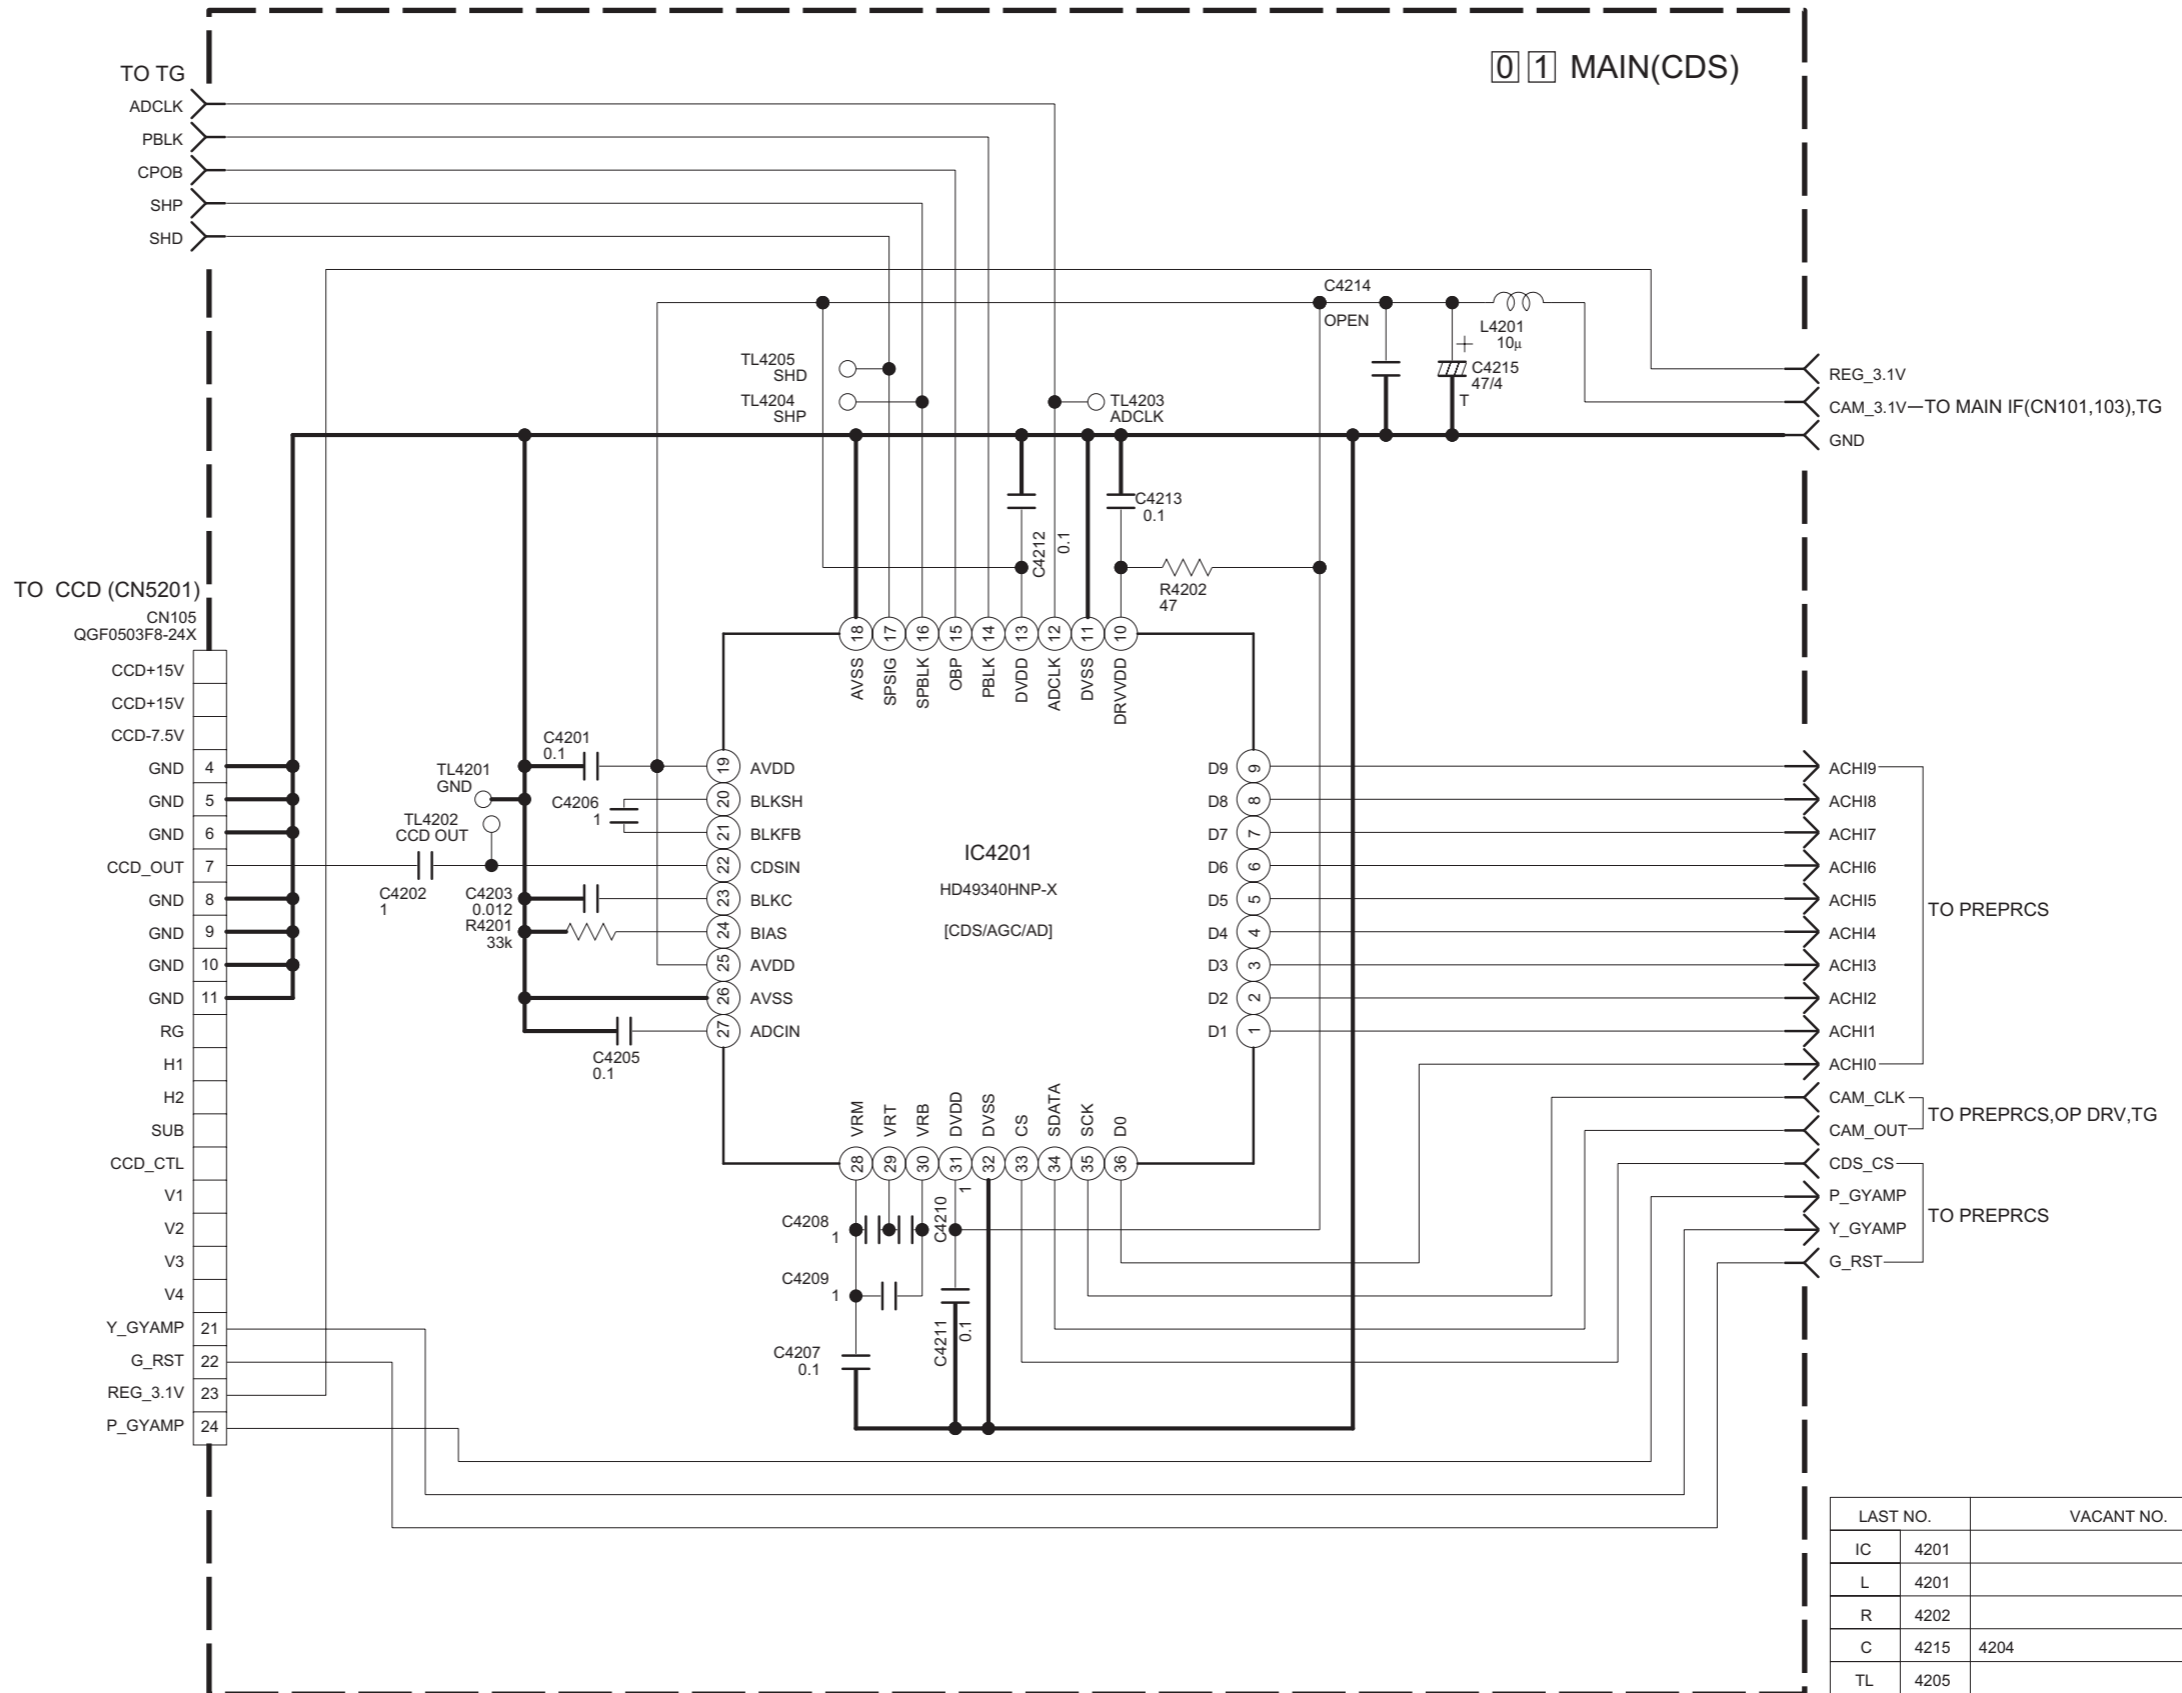 0 1 MAIN(CDS)
TO TG
ADCLK
PBLK
CPOB
SHP
SHD
C4214
OPEN
L4201
10μ
+
C4215
47/4
T
TL4205
SHD
TL4204
SHP
TL4203
ADCLK
REG_3.1V
CAM_3.1V
TO MAIN IF(CN101,103),TG
GND
C4213
0.1
C4212
0.1
R4202
47
TO CCD (CN5201)
CN105
QGF0503F8-24X
CCD+15V
CCD+15V
CCD-7.5V
GND 4
GND 5
GND 6
CCD_OUT 7
GND 8
GND 9
GND 10
GND 11
RG
H1
H2
SUB
CCD_CTL
V1
V2
V3
V4
Y_GYAMP 21
G_RST 22
REG_3.1V 23
P_GYAMP 24
18 17 16 15 14 13 12 11 10
AVSS SPSIG SPBLK OBP PBLK DVDD ADCLK DVSS DRVVDD
C4201
0.1
TL4201
GND
C4206
1
TL4202
CCD OUT
C4202
1
C4203
0.012
R4201
33k
C4205
0.1
19 AVDD
20 BLKSH
21 BLKFB
22 CDSIN
23 BLKC
24 BIAS
25 AVDD
26 AVSS
27 ADCIN
IC4201
HD49340HNP-X
[CDS/AGC/AD]
D9 9
D8 8
D7 7
D6 6
D5 5
D4 4
D3 3
D2 2
D1 1
VRM VRT VRB DVDD DVSS CS SDATA SCK D0
28 29 30 31 32 33 34 35 36
C4208
1
C4210
1
C4209
1
C4211
0.1
C4207
0.1
ACHI9
ACHI8
ACHI7
ACHI6
ACHI5
ACHI4
ACHI3
ACHI2
ACHI1
ACHI0
TO PREPRCS
CAM_CLK
CAM_OUT
TO PREPRCS,OP DRV,TG
CDS_CS
P_GYAMP
Y_GYAMP
G_RST
TO PREPRCS
LAST NO. VACANT NO.
IC 4201
L 4201
R 4202
C 4215 4204
TL 4205